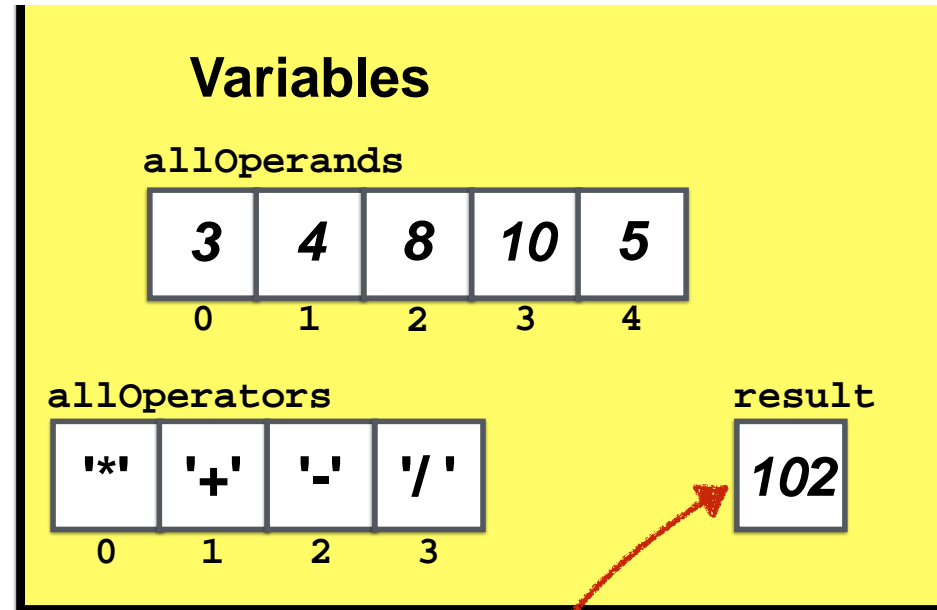 Variables
allOperands
3 4 8 10 5
0 1 2 3 4
allOperators result
'*' '+' '-' '/ ' 102
0 1 2 3